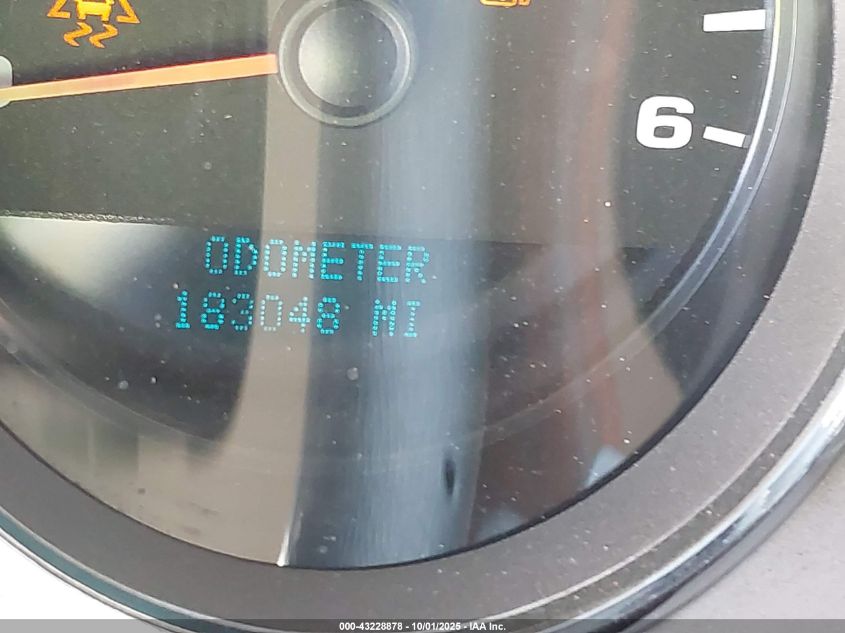 6
ODOMETER
183048 MI
000-43228878 - 10/01/2025 - IAA Inc.